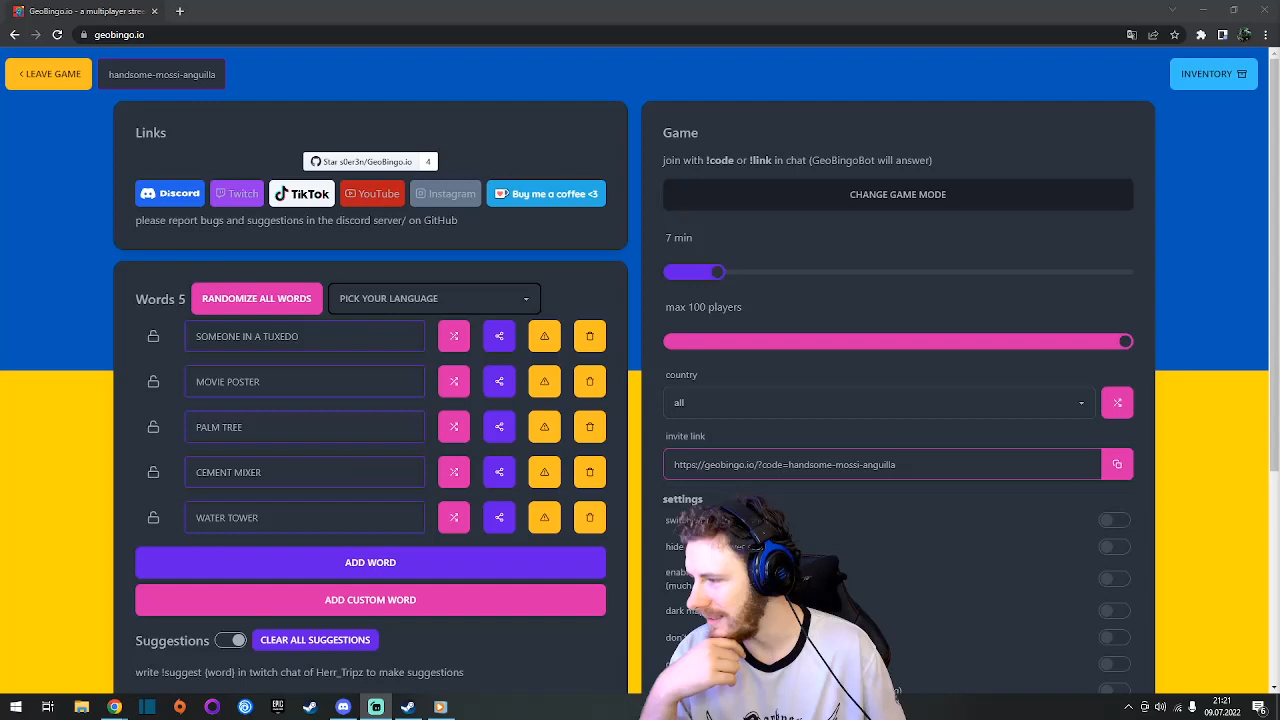 GeoBingo.io - a multiplayer stre
geobingo.io
< LEAVE GAME
handsome-mossi-anguilla
INVENTORY
Links
Star s0er3n/GeoBingo.io 4
Discord
Twitch
TikTok
YouTube
Instagram
Buy me a coffee <3
please report bugs and suggestions in the discord server/ on GitHub
Words 5
RANDOMIZE ALL WORDS
PICK YOUR LANGUAGE
SOMEONE IN A TUXEDO
MOVIE POSTER
PALM TREE
CEMENT MIXER
WATER TOWER
ADD WORD
ADD CUSTOM WORD
Suggestions
CLEAR ALL SUGGESTIONS
write !suggest {word} in twitch chat of Herr_Tripz to make suggestions
Game
join with !code or !link in chat (GeoBingoBot will answer)
CHANGE GAME MODE
7 min
max 100 players
country
all
invite link
https://geobingo.io/?code=handsome-mossi-anguilla
settings
hide
(much
dark
don'
EPIC
21:21
09.07.2022